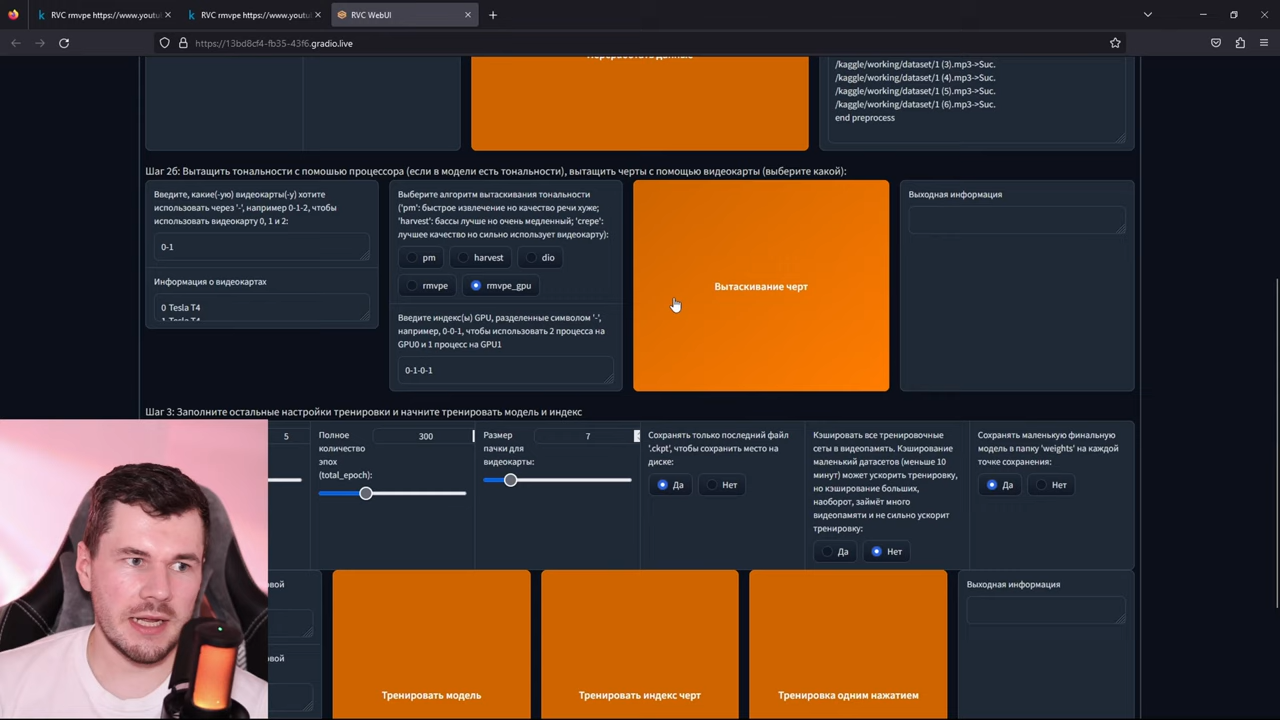 RVC rmvpe https://www.youtu
RVC rmvpe https://www.youtu
RVC WebUI
https://13bd8cf4-fb35-43f6.gradio.live
Переработать данные
/kaggle/working/dataset/1 (3).mp3->Suc.
/kaggle/working/dataset/1 (4).mp3->Suc.
/kaggle/working/dataset/1 (5).mp3->Suc.
/kaggle/working/dataset/1 (6).mp3->Suc.
end preprocess
Шаг 2б: Вытащить тональности с помошью процессора (если в модели есть тональности), вытащить черты с помощью видеокарты (выберите какой):
Введите, какие(-ую) видеокарты(-у) хотите
использовать через '-', например 0-1-2, чтобы
использовать видеокарту 0, 1 и 2:
0-1
Информация о видеокартах
0 Tesla T4
1 Tesla T4
Выберите алгоритм вытаскивания тональности
('pm': быстрое извлечение но качество речи хуже;
'harvest': бассы лучше но очень медленный; 'crepe':
лучшее качество но сильно использует видеокарту):
pm
harvest
dio
rmvpe
rmvpe_gpu
Введите индекс(ы) GPU, разделенные символом '-',
например, 0-0-1, чтобы использовать 2 процесса на
GPU0 и 1 процесс на GPU1
0-1-0-1
Вытаскивание черт
Выходная информация
Шаг 3: Заполните остальные настройки тренировки и начните тренировать модель и индекс
5
Полное
количество
эпох
(total_epoch):
300
Размер
пачки для
видеокарты:
7
Сохранять только последний файл
'.ckpt', чтобы сохранить место на
диске:
Да
Нет
Кэшировать все тренировочные
сеты в видеопамять. Кэширование
маленький датасетов (меньше 10
минут) может ускорить тренировку,
но кэширование больших,
наоборот, займёт много
видеопамяти и не сильно ускорит
тренировку:
Да
Нет
Сохранять маленькую финальную
модель в папку 'weights' на каждой
точке сохранения:
Да
Нет
овой
овой
Тренировать модель
Тренировать индекс черт
Тренировка одним нажатием
Выходная информация